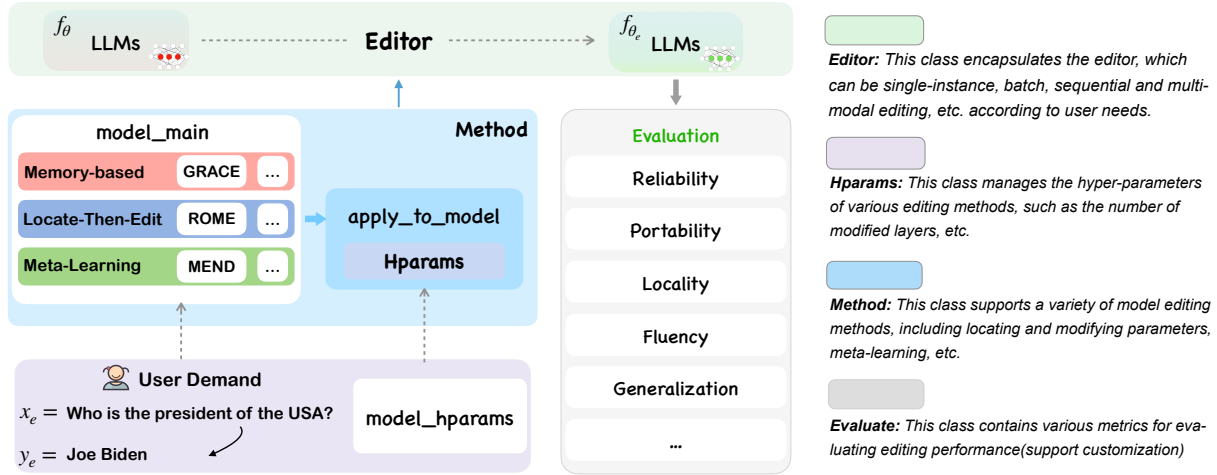 fθ LLMs
Editor
fθe LLMs
model_main
Method
Memory-based GRACE ...
Locate-Then-Edit ROME ...
Meta-Learning MEND ...
apply_to_model
Hparams
User Demand
xe = Who is the president of the USA?
ye = Joe Biden
model_hparams
Evaluation
Reliability
Portability
Locality
Fluency
Generalization
...
Editor: This class encapsulates the editor, which
can be single-instance, batch, sequential and multi-
modal editing, etc. according to user needs.
Hparams: This class manages the hyper-parameters
of various editing methods, such as the number of
modified layers, etc.
Method: This class supports a variety of model editing
methods, including locating and modifying parameters,
meta-learning, etc.
Evaluate: This class contains various metrics for eva-
luating editing performance(support customization)